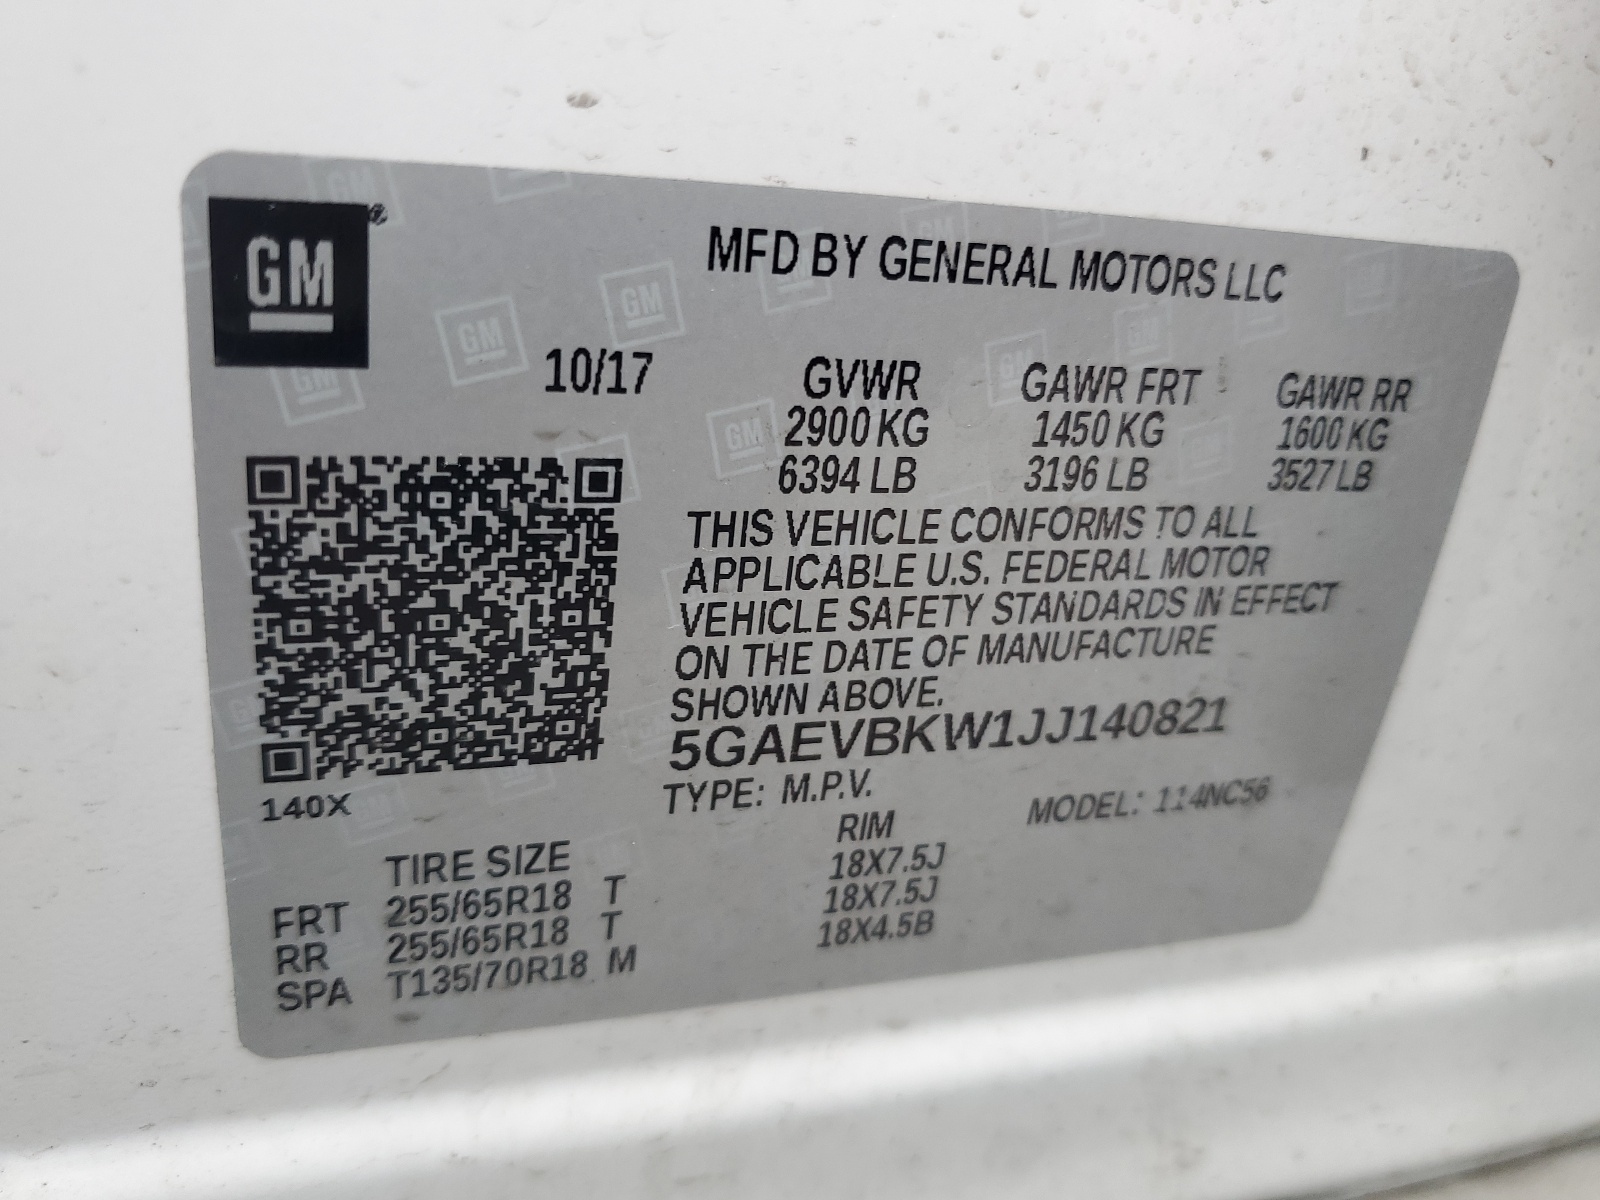 GM
MFD BY GENERAL MOTORS LLC
10/17 GVWR GAWR FRT GAWR RR
2900 KG 1450 KG 1600 KG
6394 LB 3196 LB 3527 LB
THIS VEHICLE CONFORMS TO ALL
APPLICABLE U.S. FEDERAL MOTOR
VEHICLE SAFETY STANDARDS IN EFFECT
ON THE DATE OF MANUFACTURE
SHOWN ABOVE.
5GAEVBKW1JJ140821
140X
TYPE: M.P.V. MODEL: 114NC56
TIRE SIZE RIM
FRT 255/65R18 T 18X7.5J
RR 255/65R18 T 18X7.5J
SPA T135/70R18 M 18X4.5B